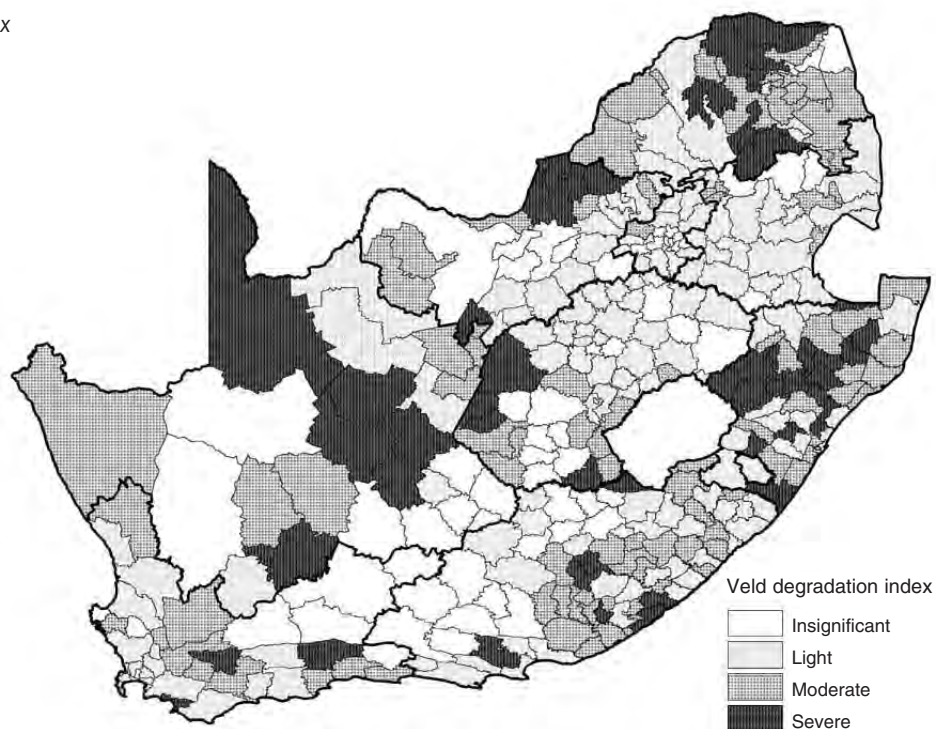 x
Veld degradation index
Insignificant
Light
Moderate
Severe